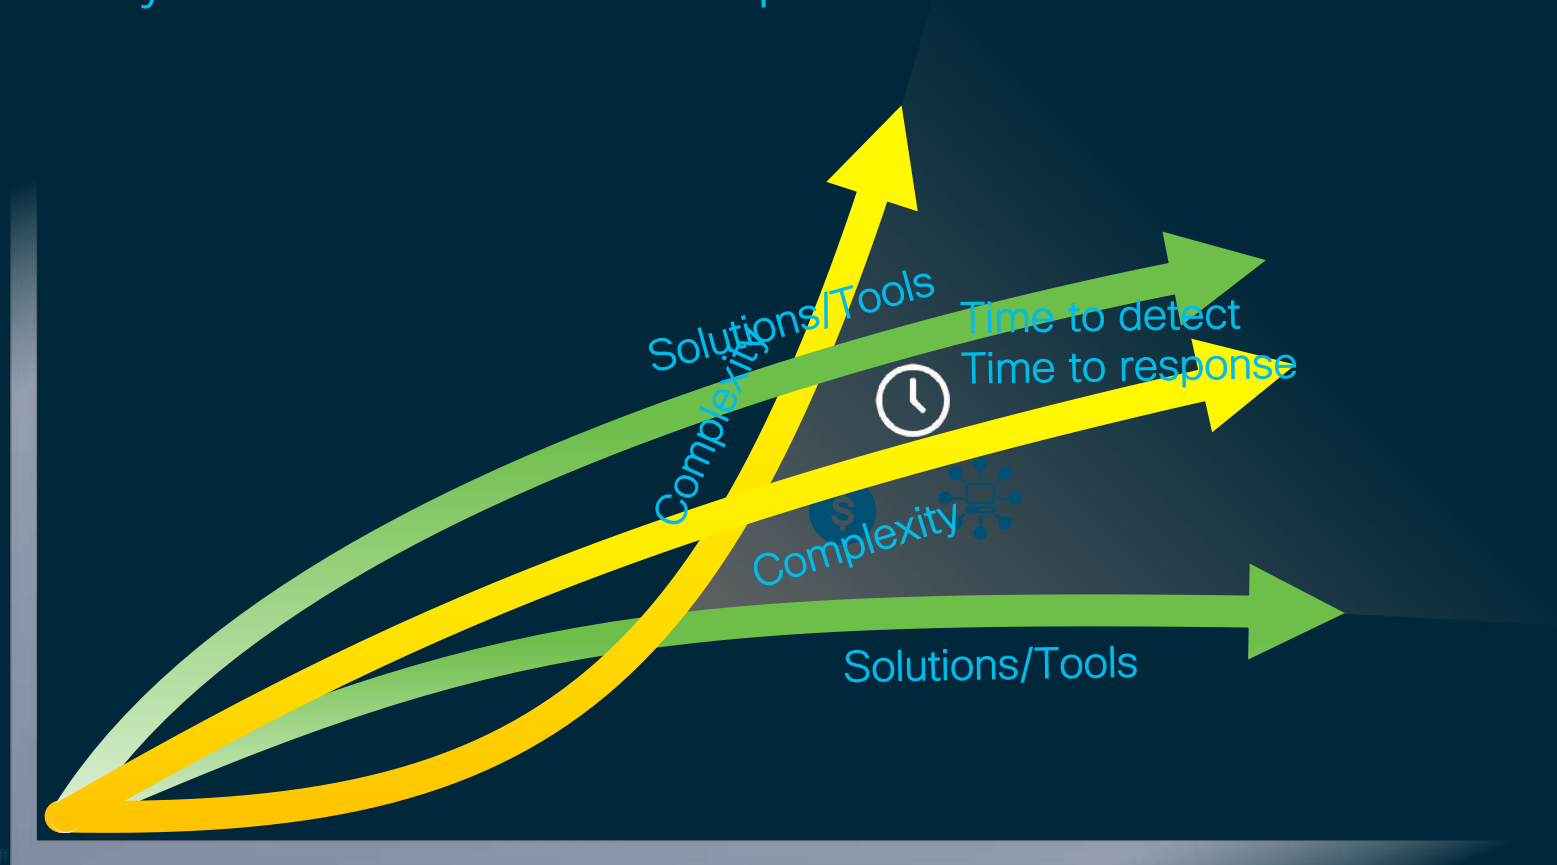 Solutions/Tools
Complexity
Time to detect
Time to response
$
Complexity
Solutions/Tools